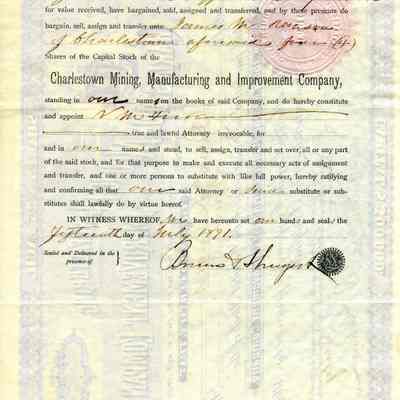 for value received, have bargained, sold, assigned and transferred, and by these presents do
bargain, sell, assign and transfer unto James M.
of Charlestown aforesaid five (5)
Shares of the Capital Stock of the
Charlestown Mining, Manufacturing and Improvement Company,
standing in our names on the books of said Company, and do hereby constitute
and appoint
true and lawful Attorney irrevocable, for
and in our names and stead, to sell, assign, transfer and set over, all or any part
of the said stock, and for that purpose to make and execute all necessary acts of assignment
and transfer, and one or more persons to substitute with like full power, hereby ratifying
and confirming all that our said Attorney or substitute or sub-
stitutes shall lawfully do by virtue hereof.
IN WITNESS WHEREOF, We have hereunto set our hand and seal the
Fifteenth day of July 1891.
Sealed and Delivered in the
presence of